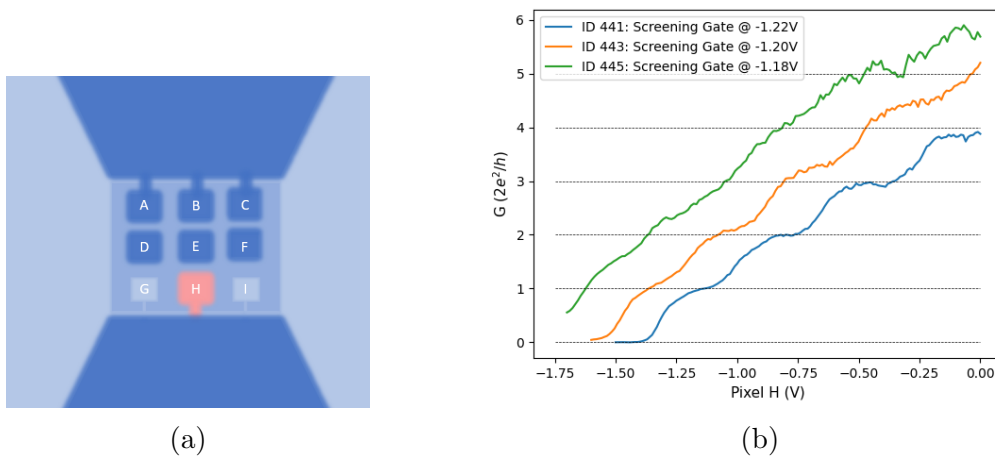 A B C
D E F
G H I
(a)
ID 441: Screening Gate @ -1.22V
ID 443: Screening Gate @ -1.20V
ID 445: Screening Gate @ -1.18V
G (2e²/h)
6
5
4
3
2
1
0
−1.75 −1.50 −1.25 −1.00 −0.75 −0.50 −0.25 0.00
Pixel H (V)
(b)